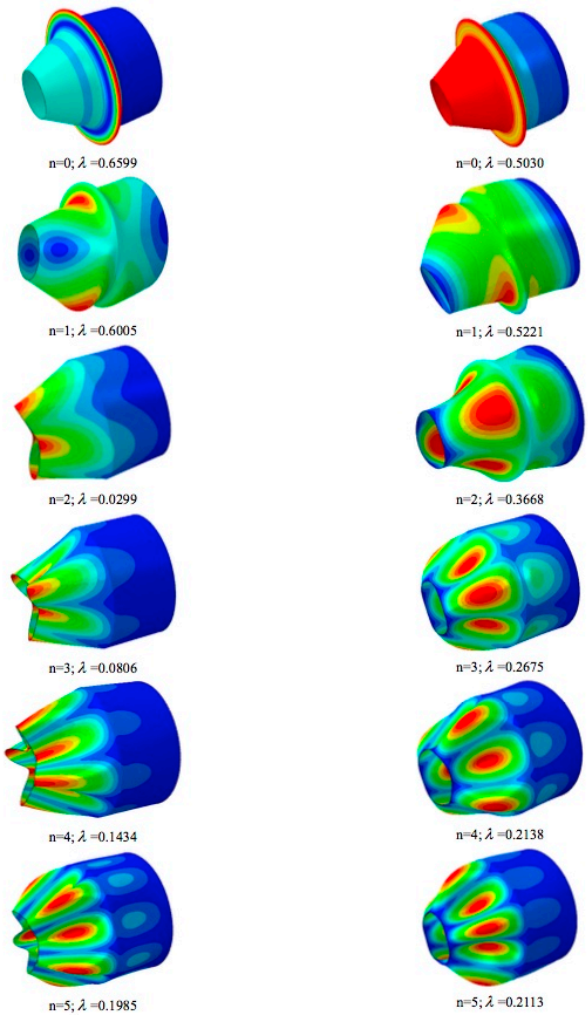 n=0; λ =0.6599
n=0; λ =0.5030
n=1; λ =0.6005
n=1; λ =0.5221
n=2; λ =0.0299
n=2; λ =0.3668
n=3; λ =0.0806
n=3; λ =0.2675
n=4; λ =0.1434
n=4; λ =0.2138
n=5; λ =0.1985
n=5; λ =0.2113